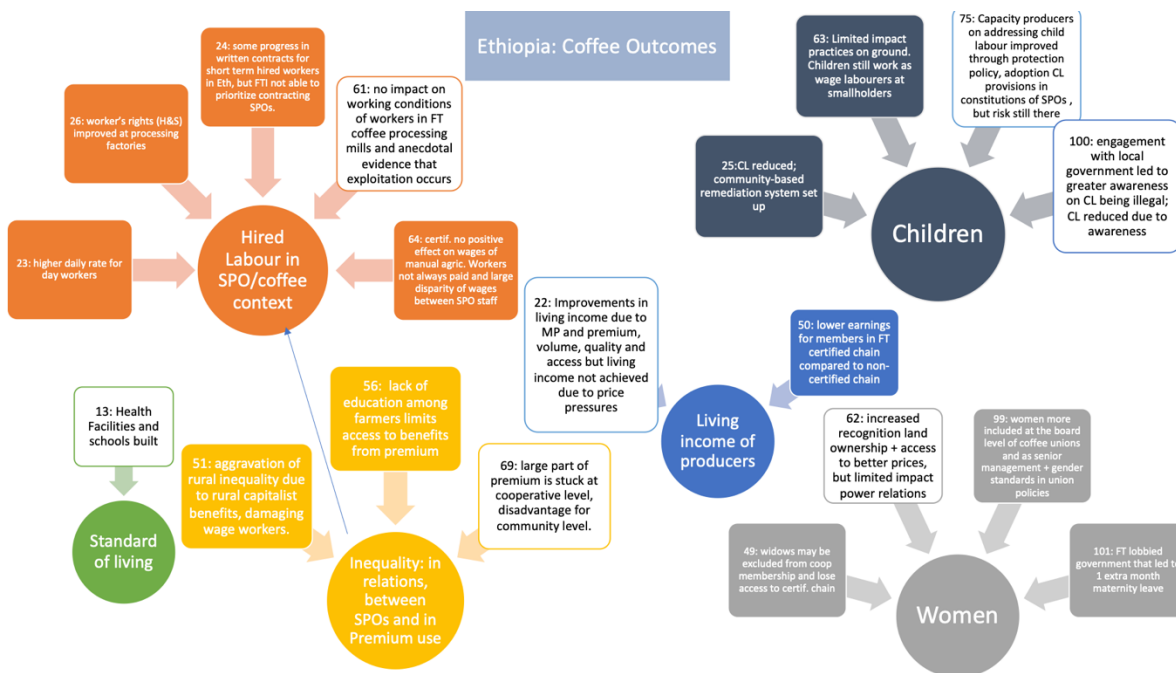 Ethiopia: Coffee Outcomes
24: some progress in
written contracts for
short term hired workers
in Eth, but FTI not able to
prioritize contracting
SPOs.
26: worker's rights (H&S)
improved at processing
factories
61: no impact on
working conditions
of workers in FT
coffee processing
mills and anecdotal
evidence that
exploitation occurs
23: higher daily rate for
day workers
Hired
Labour in
SPO/coffee
context
64: certif. no positive
effect on wages of
manual agric. Workers
not always paid and large
disparity of wages
between SPO staff
63: Limited impact
practices on ground.
Children still work as
wage labourers at
smallholders
75: Capacity producers
on addressing child
labour improved
through protection
policy, adoption CL
provisions in
constitutions of SPOs ,
but risk still there
25:CL reduced;
community-based
remediation system set
up
100: engagement
with local
government led to
greater awareness
on CL being illegal;
CL reduced due to
awareness
Children
13: Health
Facilities and
schools built
Standard
of living
51: aggravation of
rural inequality due
to rural capitalist
benefits, damaging
wage workers.
56:  lack of
education among
farmers limits
access to benefits
from premium
69: large part of
premium is stuck at
cooperative level,
disadvantage for
community level.
Inequality: in
relations,
between
SPOs and in
Premium use
22: Improvements in
living income due to
MP and premium,
volume, quality and
access but living
income not achieved
due to price
pressures
50: lower earnings
for members in FT
certified chain
compared to non-
certified chain
Living
income of
producers
62: increased
recognition land
ownership + access
to better prices,
but limited impact
power relations
99: women more
included at the board
level of coffee unions
and as senior
management + gender
standards in union
policies
49: widows may be
excluded from coop
membership and lose
access to certif. chain
101: FT lobbied
government that led to
1 extra month
maternity leave
Women